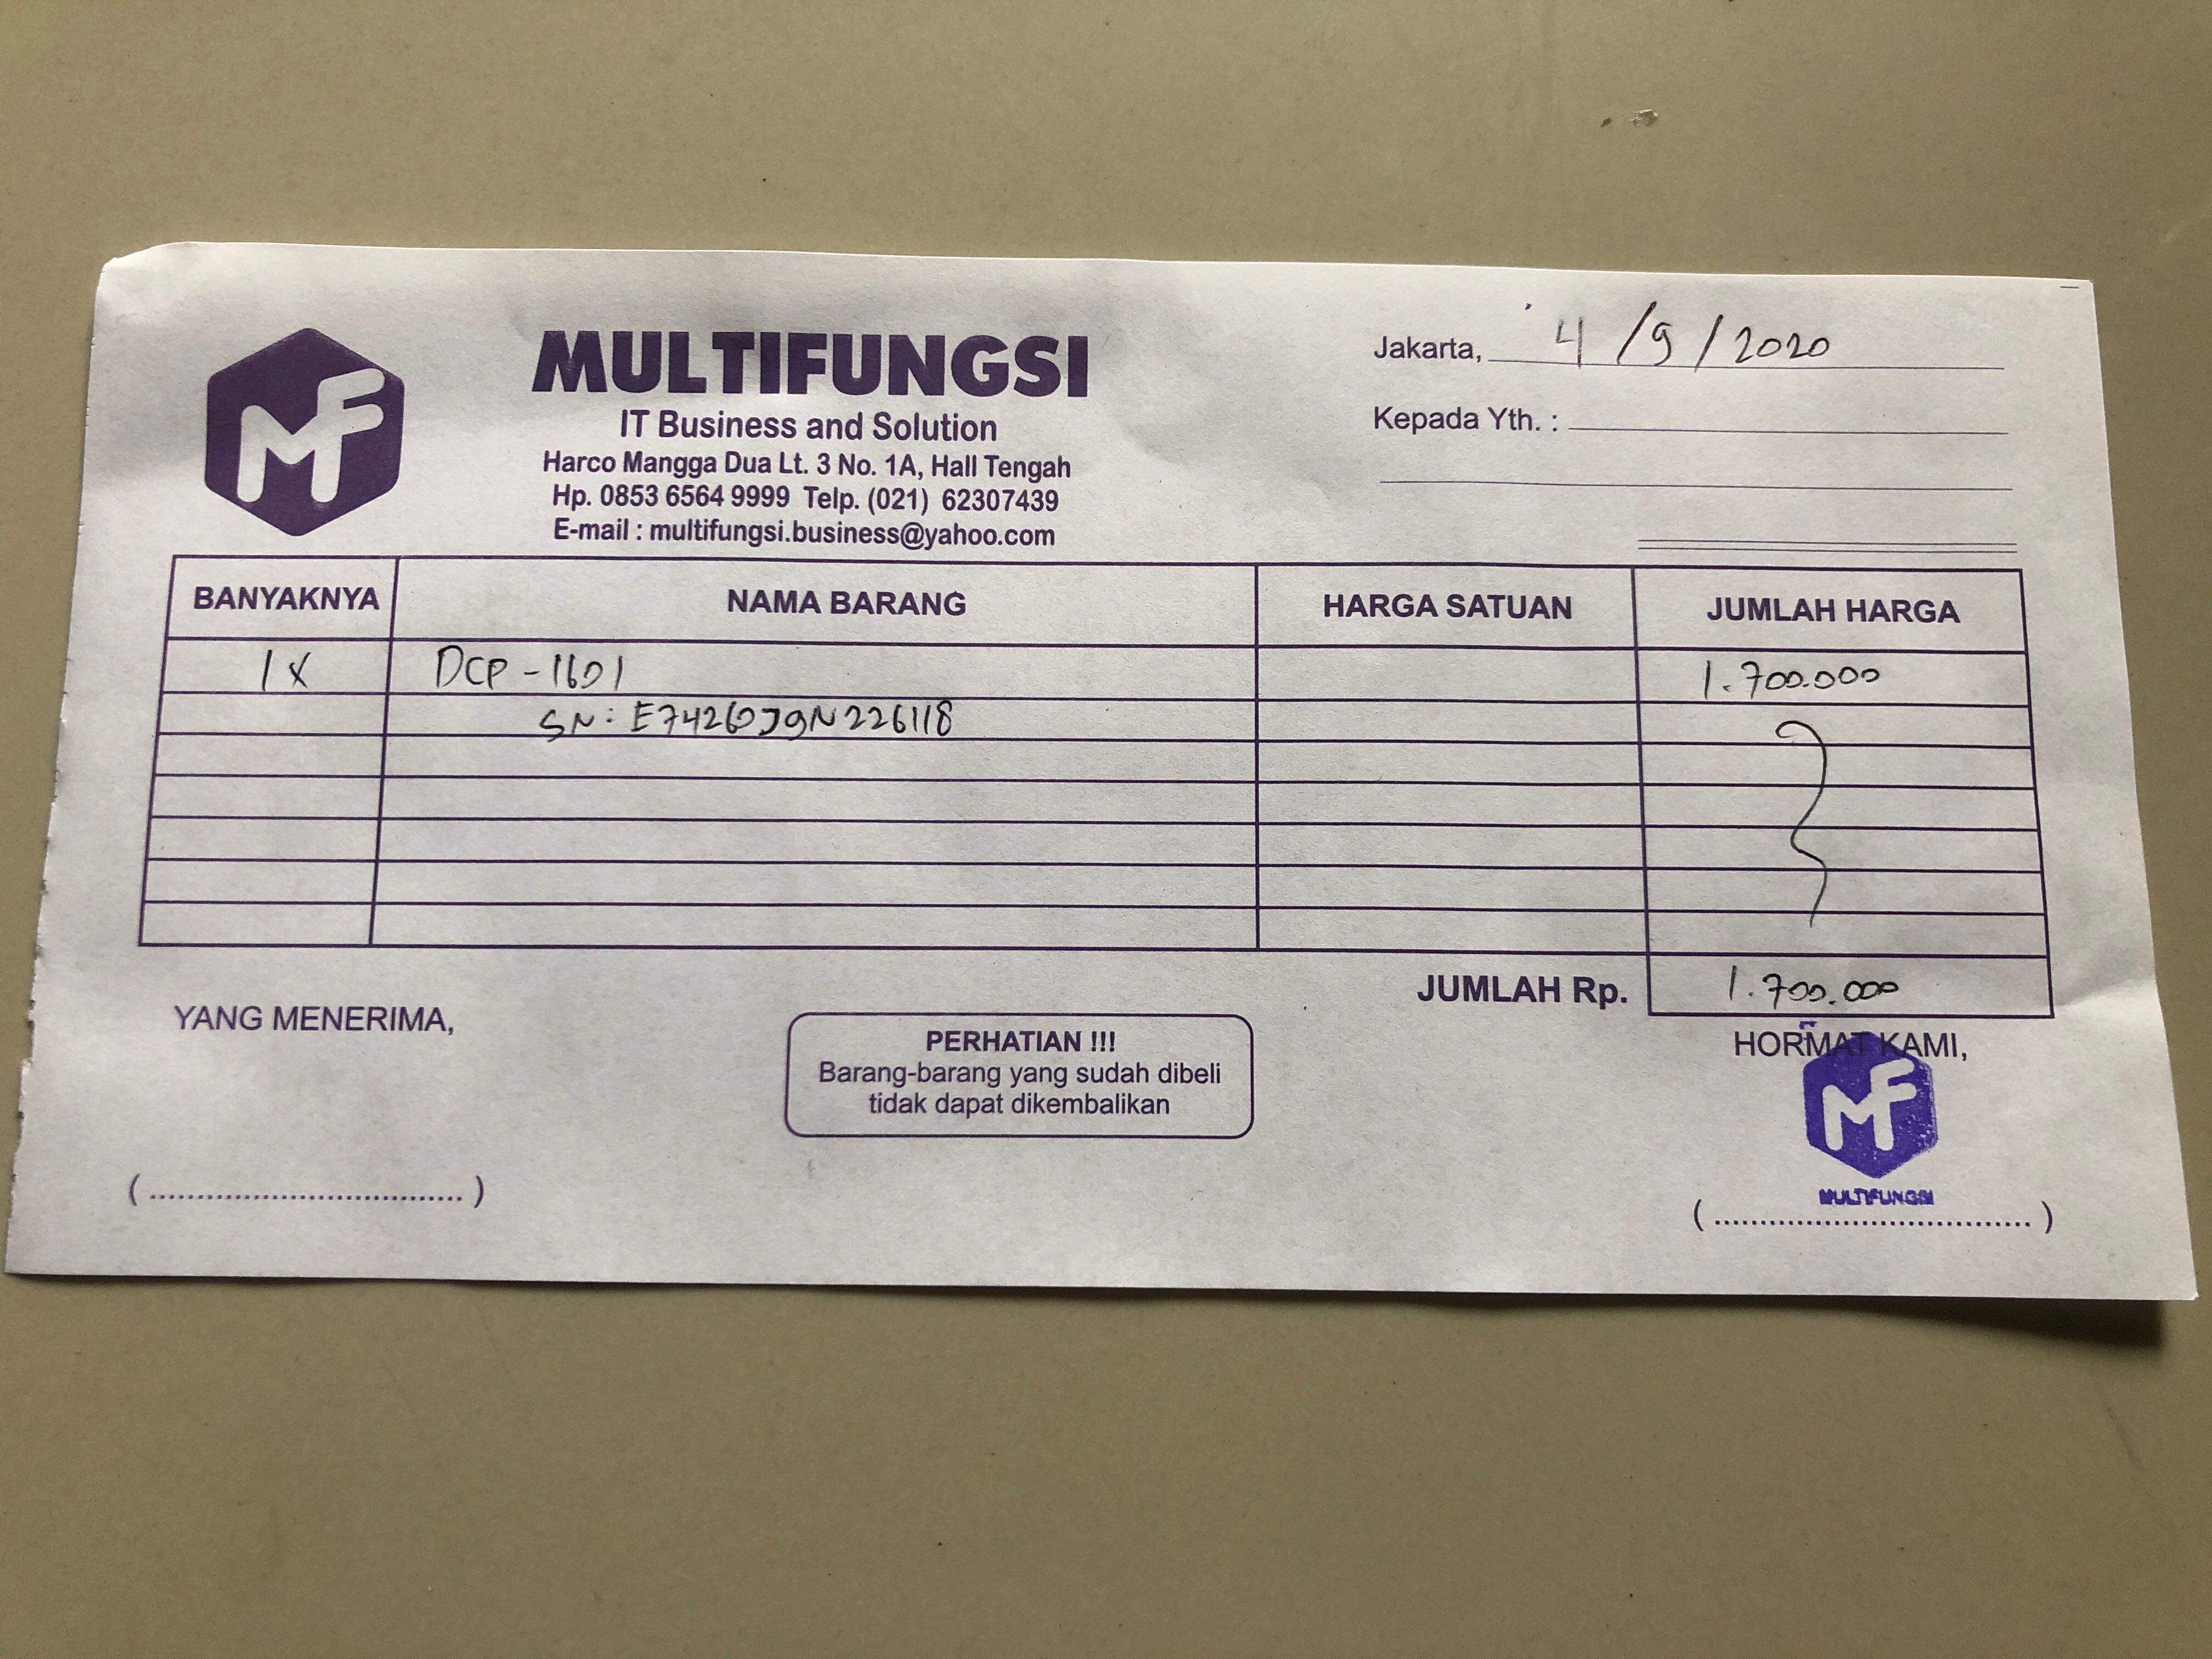 MF
MULTIFUNGSI
IT Business and Solution
Harco Mangga Dua Lt. 3 No. 1A, Hall Tengah
Hp. 0853 6564 9999 Telp. (021) 62307439
E-mail : multifungsi.business@yahoo.com
Jakarta, 4/9/2020
Kepada Yth. :
BANYAKNYA NAMA BARANG HARGA SATUAN JUMLAH HARGA
1x DCP-1601 1.700.000
SN: E74260J9N226118
JUMLAH Rp. 1.700.000
YANG MENERIMA,
PERHATIAN !!!
Barang-barang yang sudah dibeli
tidak dapat dikembalikan
HORMAT KAMI,
MF
MULTIFUNGSI
(..................................)
(..................................)